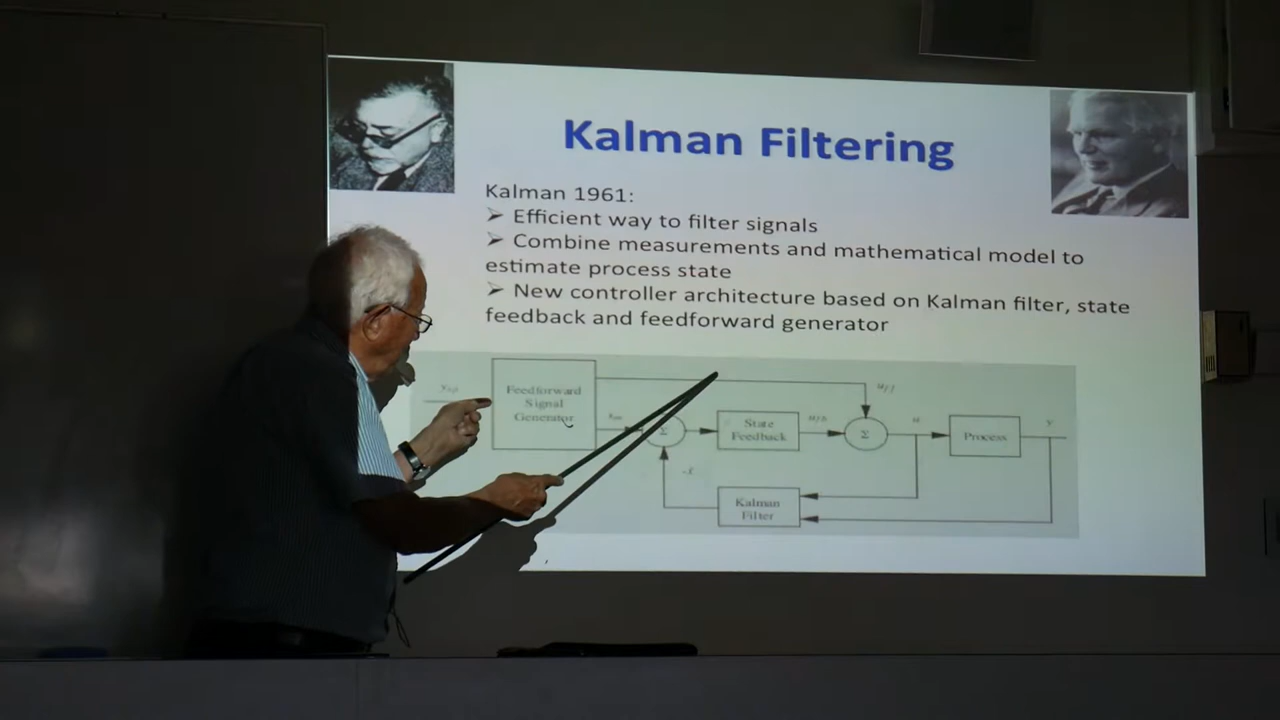 Kalman Filtering
Kalman 1961:
➢ Efficient way to filter signals
➢ Combine measurements and mathematical model to
estimate process state
➢ New controller architecture based on Kalman filter, state
feedback and feedforward generator
Feedforward
Signal
Generator
Σ
State
Feedback
Σ
u
Process
y
Kalman
Filter